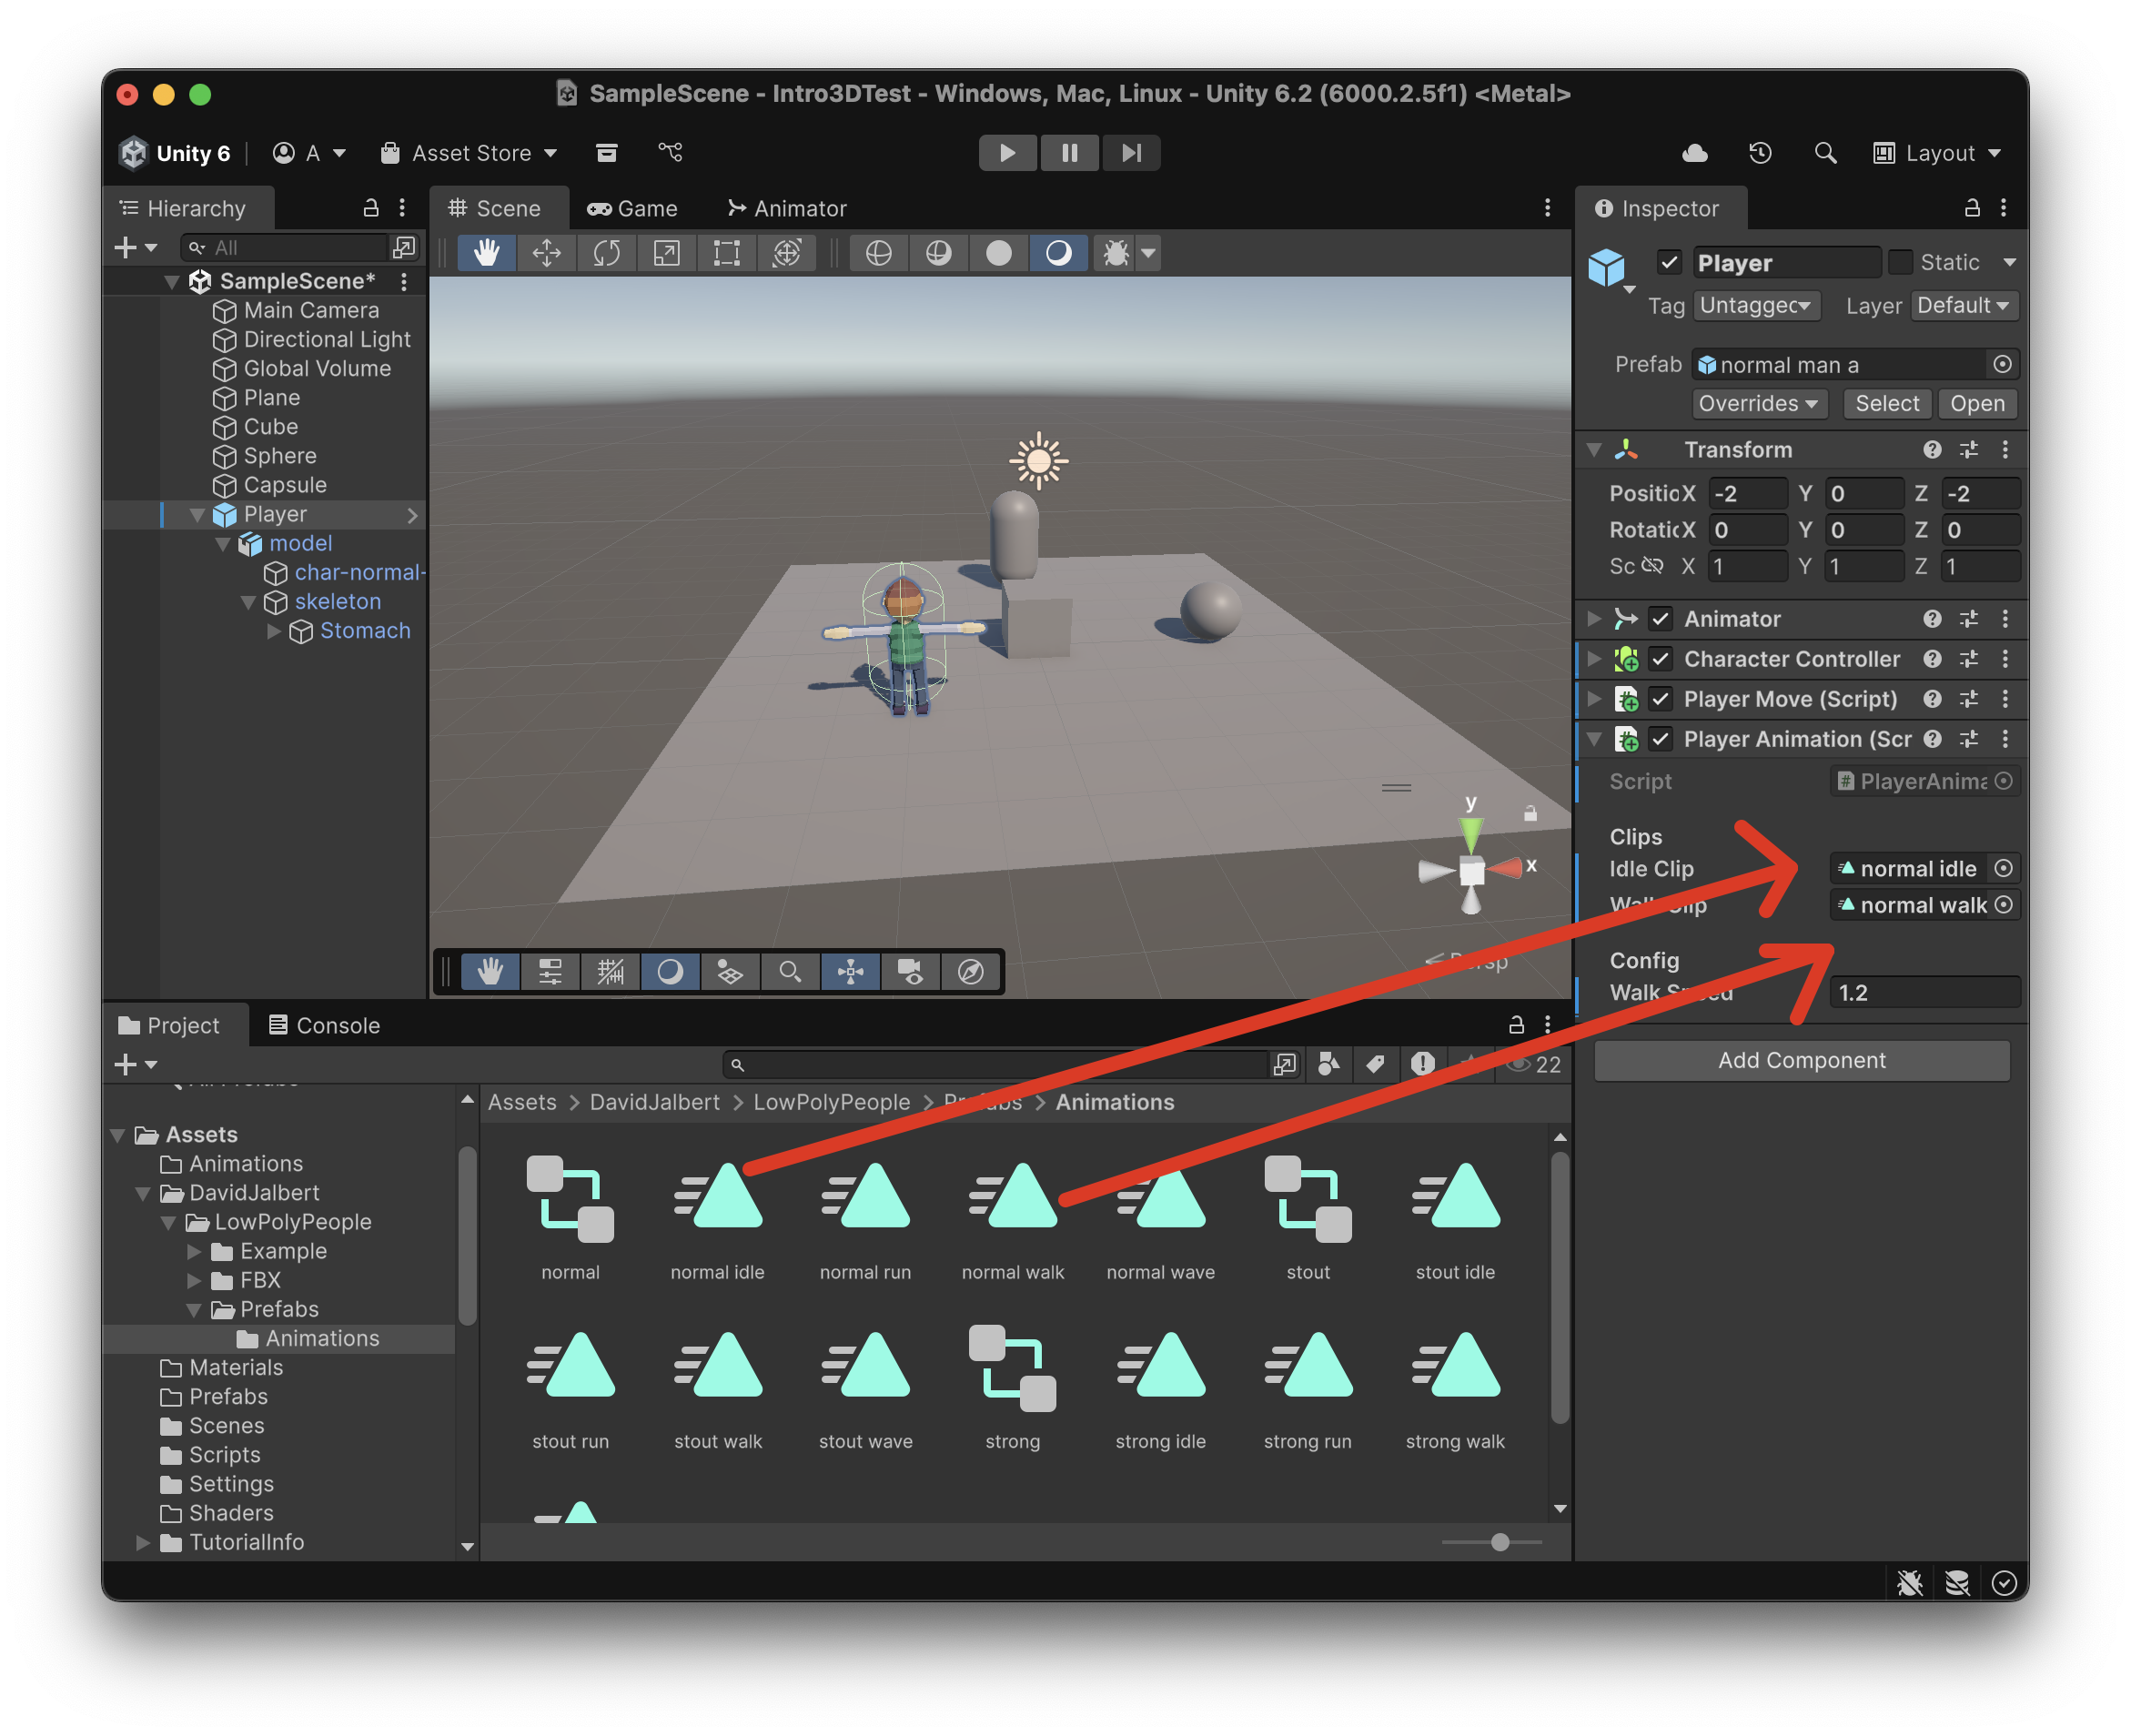 SampleScene - Intro3DTest - Windows, Mac, Linux - Unity 6.2 (6000.2.5f1) <Metal>
Unity 6
A
Asset Store
Layout
Hierarchy
All
SampleScene*
Main Camera
Directional Light
Global Volume
Plane
Cube
Sphere
Capsule
Player
model
char-normal-
skeleton
Stomach
Scene
Game
Animator
y
x
Persp
Inspector
Player
Static
Tag
Untagged
Layer
Default
Prefab
normal man a
Overrides
Select
Open
Transform
Positio X -2 Y 0 Z -2
Rotatic X 0 Y 0 Z 0
Sc X 1 Y 1 Z 1
Animator
Character Controller
Player Move (Script)
Player Animation (Scr
Script
# PlayerAnima
Clips
Idle Clip
normal idle
Walk Clip
normal walk
Config
Walk Speed
1.2
Add Component
Project
Console
22
Assets
Animations
DavidJalbert
LowPolyPeople
Example
FBX
Prefabs
Animations
Materials
Prefabs
Scenes
Scripts
Settings
Shaders
TutorialInfo
Assets > DavidJalbert > LowPolyPeople > Prefabs > Animations
normal
normal idle
normal run
normal walk
normal wave
stout
stout idle
stout run
stout walk
stout wave
strong
strong idle
strong run
strong walk